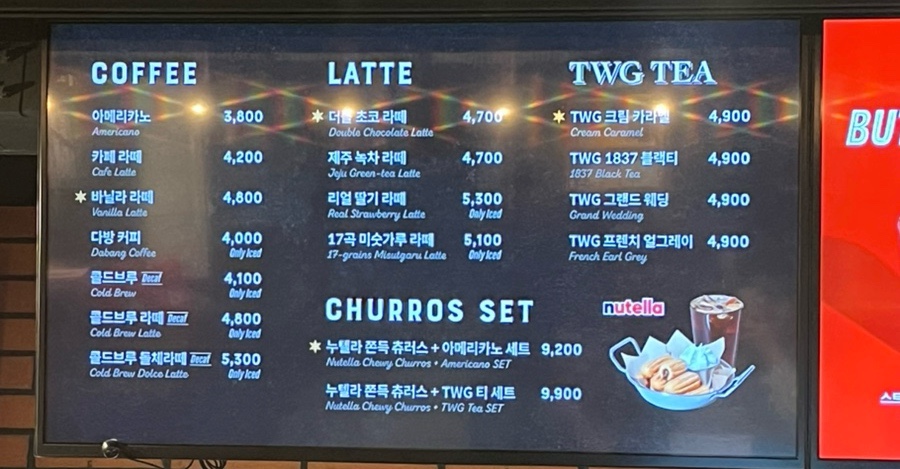 COFFEE
아메리카노 3,800
Americano
카페 라떼 4,200
Cafe Latte
바닐라 라떼 4,800
Vanilla Latte
다방 커피 4,000
Dabang Coffee Only Iced
콜드브루 Decaf 4,100
Cold Brew Only Iced
콜드브루 라떼 Decaf 4,800
Cold Brew Latte Only Iced
콜드브루 돌체라떼 Decaf 5,300
Cold Brew Dolce Latte Only Iced
LATTE
더블 초코 라떼 4,700
Double Chocolate Latte
제주 녹차 라떼 4,700
Jeju Green-tea Latte
리얼 딸기 라떼 5,300
Real Strawberry Latte Only Iced
17곡 미숫가루 라떼 5,100
17-grains Misutgaru Latte Only Iced
TWG TEA
TWG 크림 카라멜 4,900
Cream Caramel
TWG 1837 블랙티 4,900
1837 Black Tea
TWG 그랜드 웨딩 4,900
Grand Wedding
TWG 프렌치 얼그레이 4,900
French Earl Grey
CHURROS SET
누텔라 쫀득 츄러스 + 아메리카노 세트 9,200
Nutella Chewy Churros + Americano SET
누텔라 쫀득 츄러스 + TWG 티 세트 9,900
Nutella Chewy Churros + TWG Tea SET
nutella